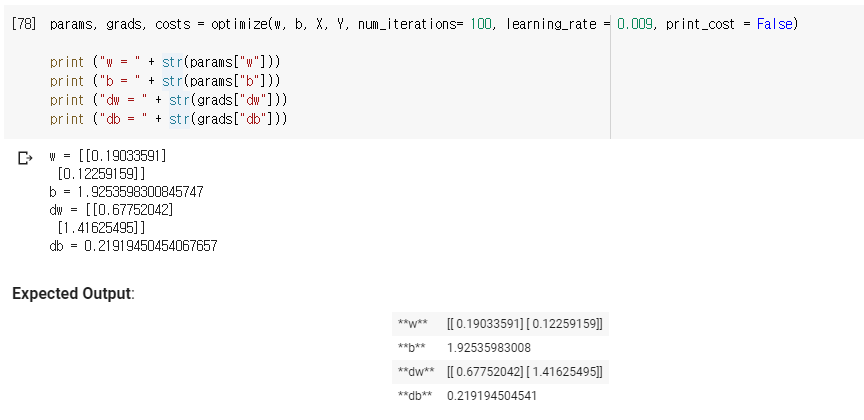 [78] params, grads, costs = optimize(w, b, X, Y, num_iterations= 100, learning_rate = 0.009, print_cost = False)
print ("w = " + str(params["w"]))
print ("b = " + str(params["b"]))
print ("dw = " + str(grads["dw"]))
print ("db = " + str(grads["db"]))
w = [[0.19033591]
[0.12259159]]
b = 1.9253598300845747
dw = [[0.67752042]
[1.41625495]]
db = 0.21919450454067657
Expected Output:
**w** [[ 0.19033591] [ 0.12259159]]
**b** 1.92535983008
**dw** [[ 0.67752042] [ 1.41625495]]
**db** 0.219194504541